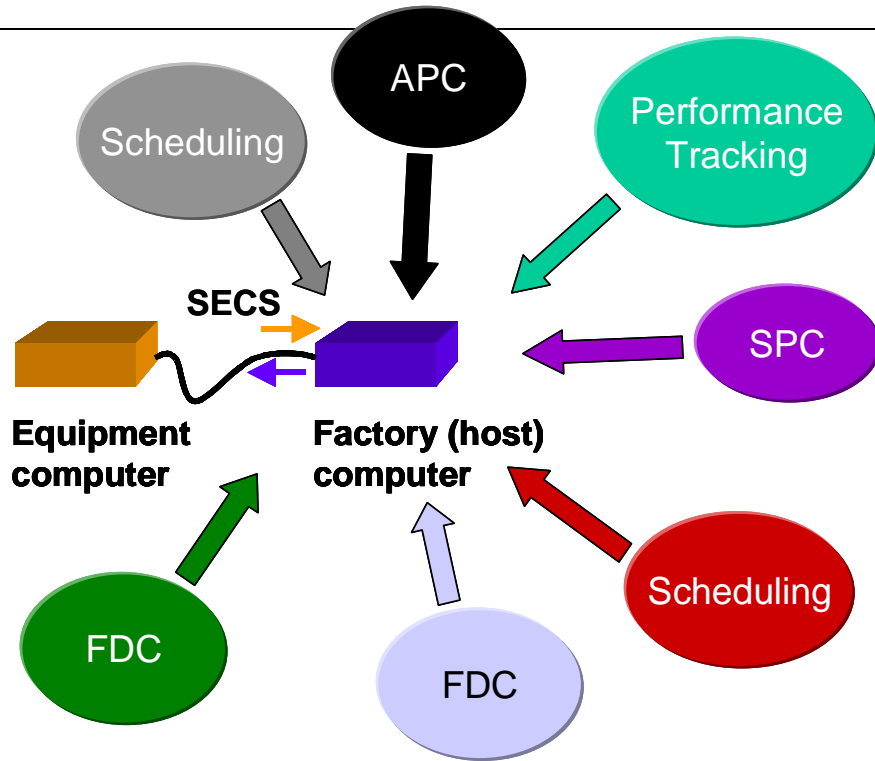 APC
Scheduling
Performance
Tracking
SECS
SPC
Equipment
computer
Factory (host)
computer
Scheduling
FDC
FDC